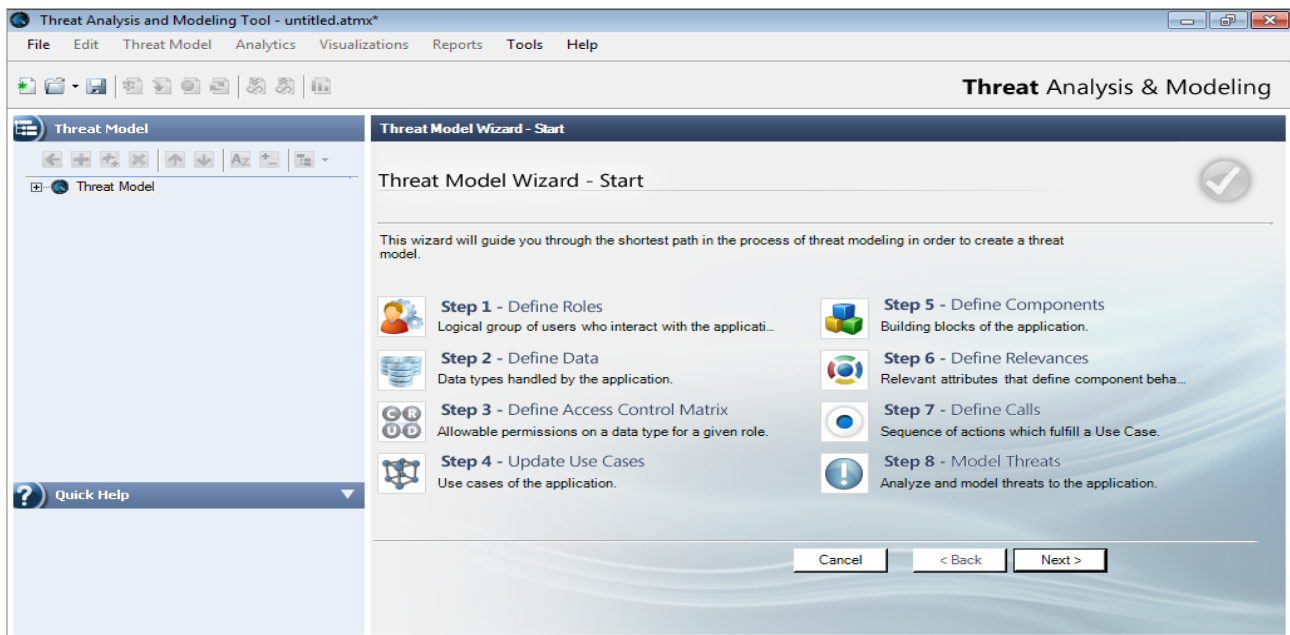 Threat Analysis and Modeling Tool - untitled.atmx*
File Edit Threat Model Analytics Visualizations Reports Tools Help
Threat Analysis & Modeling
Threat Model
AZ
Threat Model
Quick Help
Threat Model Wizard - Start
Threat Model Wizard - Start
This wizard will guide you through the shortest path in the process of threat modeling in order to create a threat
model.
Step 1 - Define Roles
Logical group of users who interact with the applicati...
Step 2 - Define Data
Data types handled by the application.
CRUD
Step 3 - Define Access Control Matrix
Allowable permissions on a data type for a given role.
Step 4 - Update Use Cases
Use cases of the application.
Step 5 - Define Components
Building blocks of the application.
Step 6 - Define Relevances
Relevant attributes that define component beha...
Step 7 - Define Calls
Sequence of actions which fulfill a Use Case.
Step 8 - Model Threats
Analyze and model threats to the application.
Cancel < Back Next >